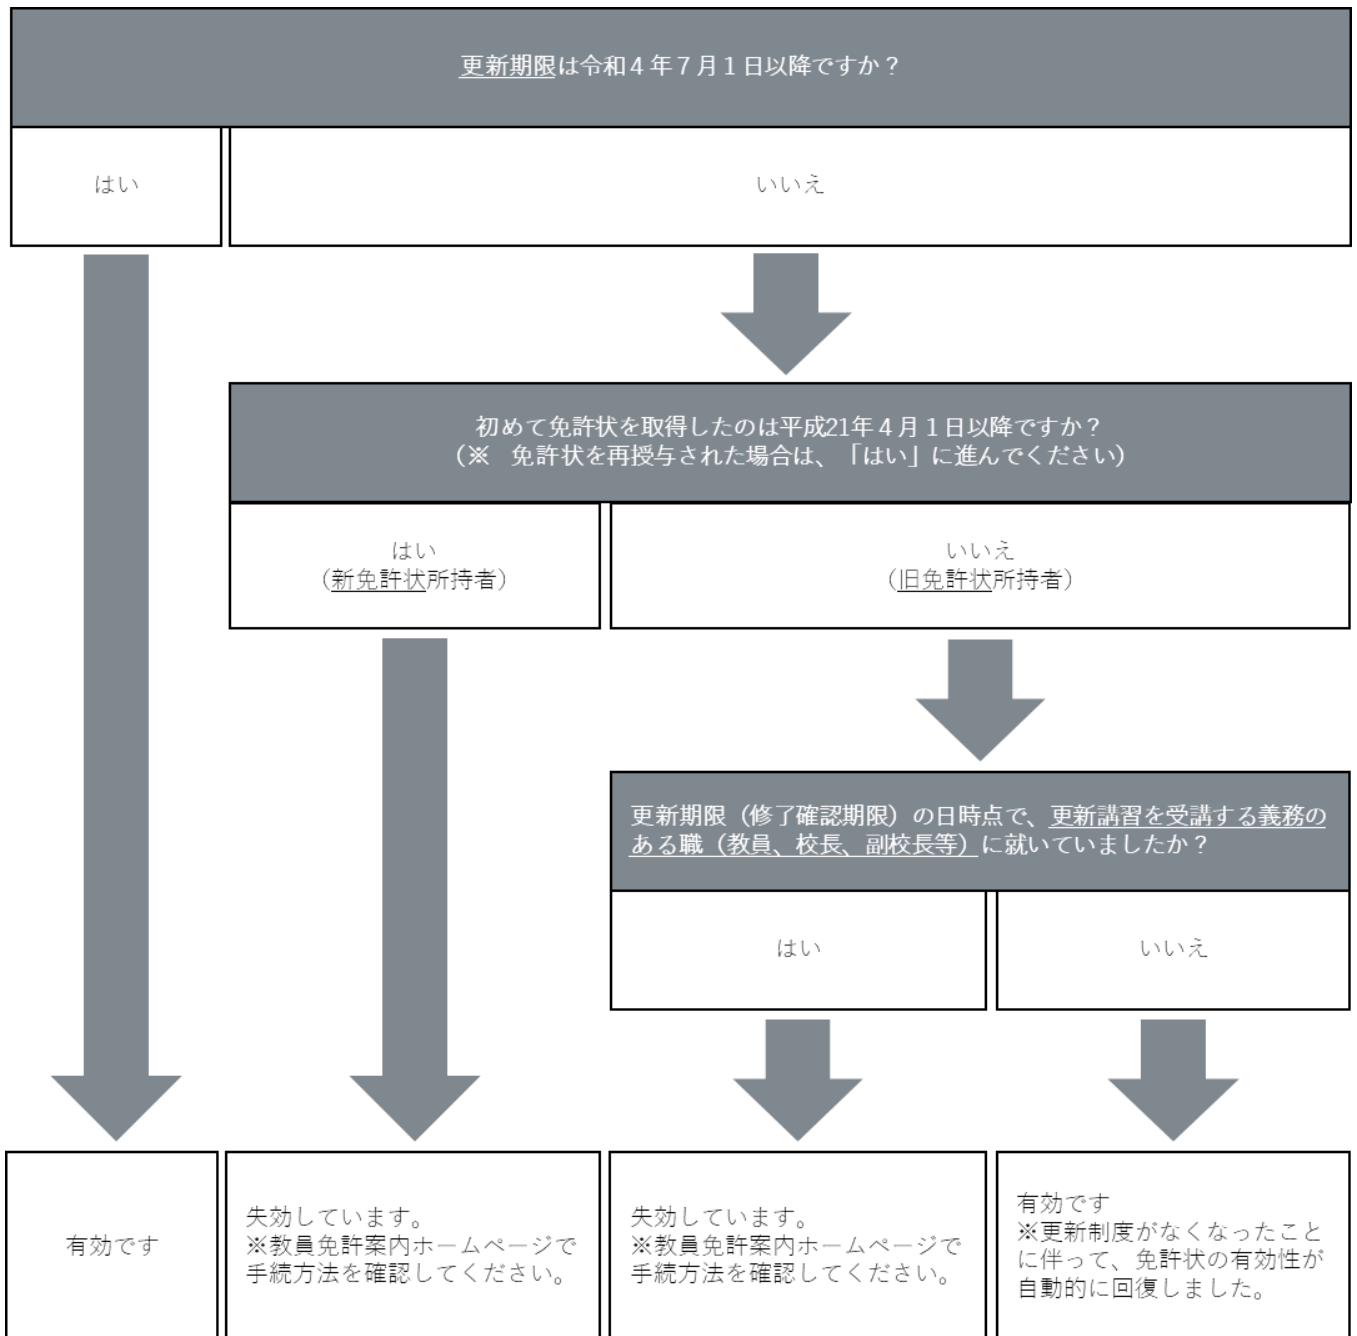 更新期限は令和4年7月1日以降ですか？
はい
いいえ
初めて免許状を取得したのは平成21年4月1日以降ですか？
（※　免許状を再授与された場合は、「はい」に進んでください）
はい
（新免許状所持者）
いいえ
（旧免許状所持者）
更新期限（修了確認期限）の日時点で、更新講習を受講する義務の
ある職（教員、校長、副校長等）に就いていましたか？
はい
いいえ
有効です
失効しています。
※教員免許案内ホームページで
手続方法を確認してください。
失効しています。
※教員免許案内ホームページで
手続方法を確認してください。
有効です
※更新制度がなくなったこと
に伴って、免許状の有効性が
自動的に回復しました。